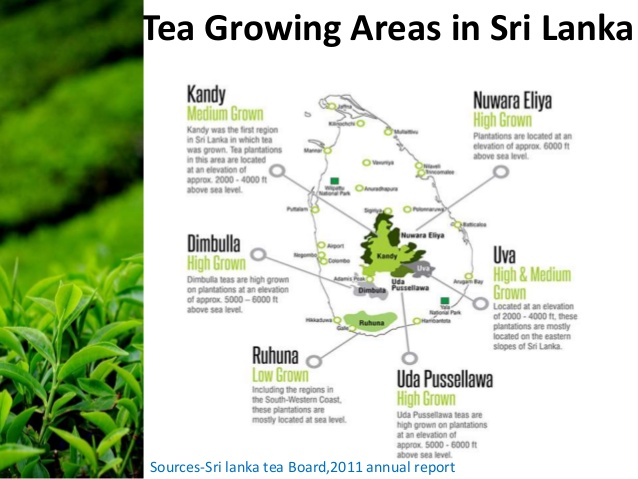 Tea Growing Areas in Sri Lanka
Kandy
Medium Grown
Kandy was the first region
in Sri Lanka in which tea
was grown. Tea plantations
in this area are located
at an elevation of
approx. 2000 - 4000 ft
above sea level.
Nuwara Eliya
High Grown
Plantations are located at an
elevation of approx. 6000 ft
above sea level.
Jaffna
Kilinochchi
Mullaitivu
Mannar
Vavuniya
Nilaveli
Trincomalee
Wilpattu
National Park
Anuradhapura
Puttalam
Sigiriya
Polonnaruwa
Batticaloa
Nuwara Eliya
Kandy
Airport
Negombo
Colombo
Uva
Adams Peak
Uda
Pussellawa
Arugam Bay
Dimbula
Yala
National Park
Hikkaduwa
Galle
Ruhuna
Hambantota
Dimbulla
High Grown
Dimbulla teas are high grown
on plantations at an elevation
of approx. 5000 – 6000 ft
above sea level.
Uva
High & Medium
Grown
Located at an elevation
of 2000 - 4000 ft, these
plantations are mostly
located on the eastern
slopes of Sri Lanka.
Ruhuna
Low Grown
Including the regions in
the South-Western Coast,
these plantations are
mostly located at sea level.
Uda Pussellawa
High Grown
Uda Pussellawa teas are
high grown on plantations
at an elevation of
approx. 5000 - 6000 ft
above sea level.
Sources-Sri lanka tea Board,2011 annual report